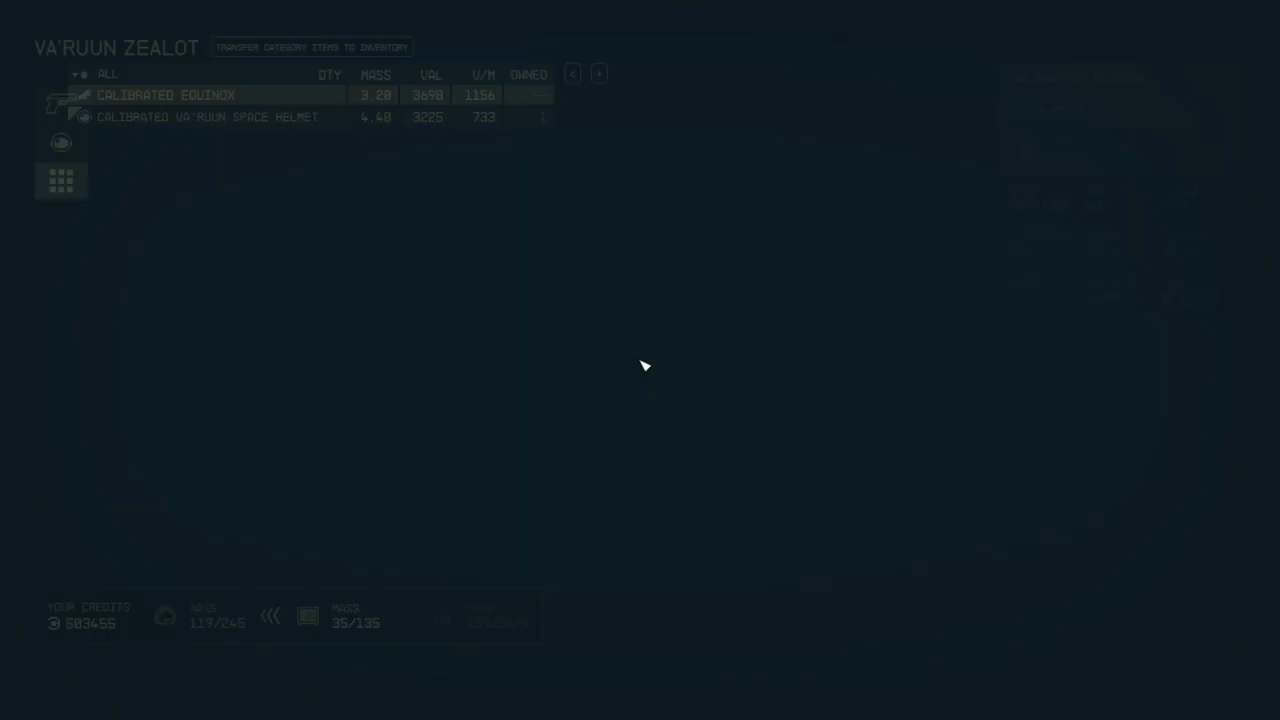 VA'RUUN ZEALOT TRANSFER CATEGORY ITEMS TO INVENTORY
ALL QTY MASS VAL V/M OWNED
CALIBRATED EQUINOX 3.20 3698 1156
CALIBRATED VA'RUUN SPACE HELMET 4.40 3225 733 1
YOUR CREDITS MASS MASS
603455 119/245 35/135